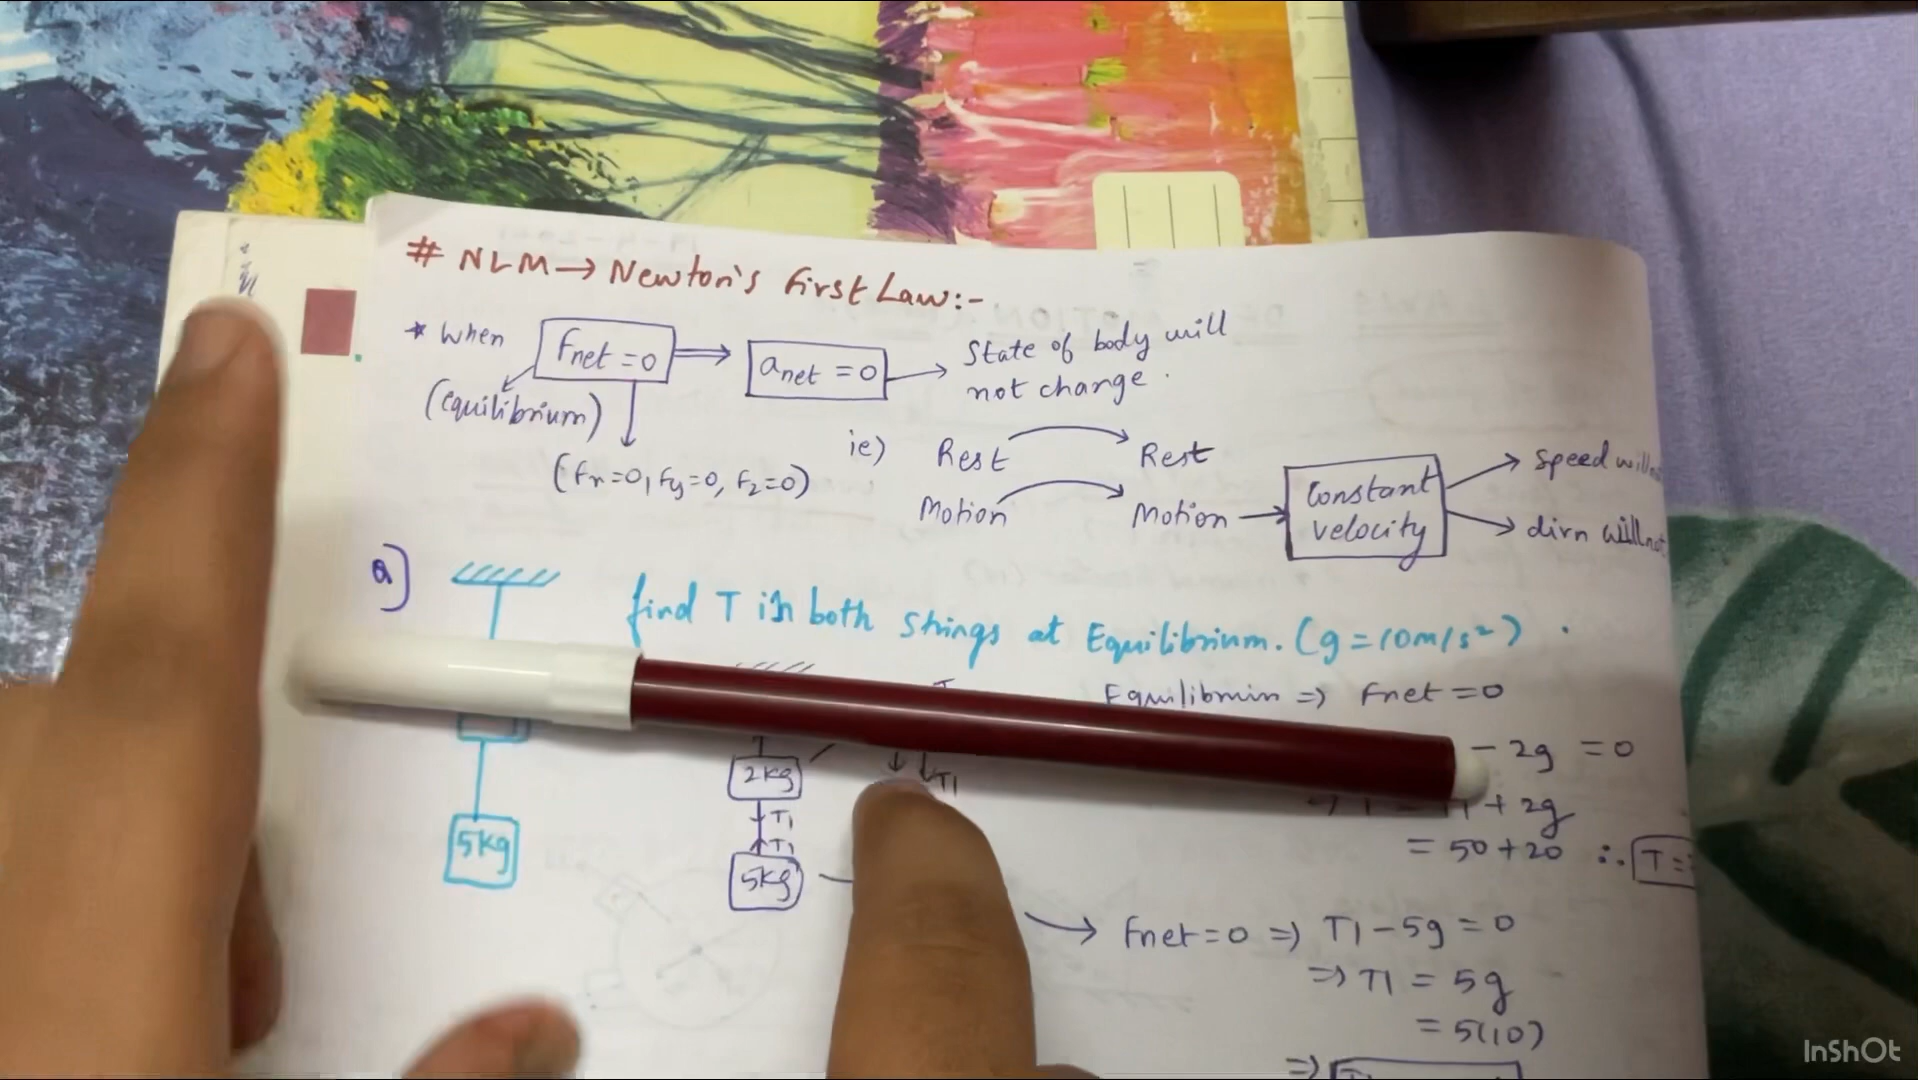 # NLM → Newton's first Law:-
* when Fnet = 0 ⇒ anet = 0 → State of body will not change.
(equilibrium)
(Fx=0, Fy=0, Fz=0)
ie) Rest → Rest
Motion → Motion → Constant velocity
speed will
dirn will not
Q)
find T in both strings at Equilibrium. (g = 10m/s²).
Equilibmin ⇒ Fnet = 0
- 2g = 0
2kg
T1
+ 2g
T1
T1
= 50 + 20 ∴ T =
5kg
5kg
Fnet = 0 ⇒ T1 - 5g = 0
⇒ T1 = 5g
= 5(10)
⇒
InShOt